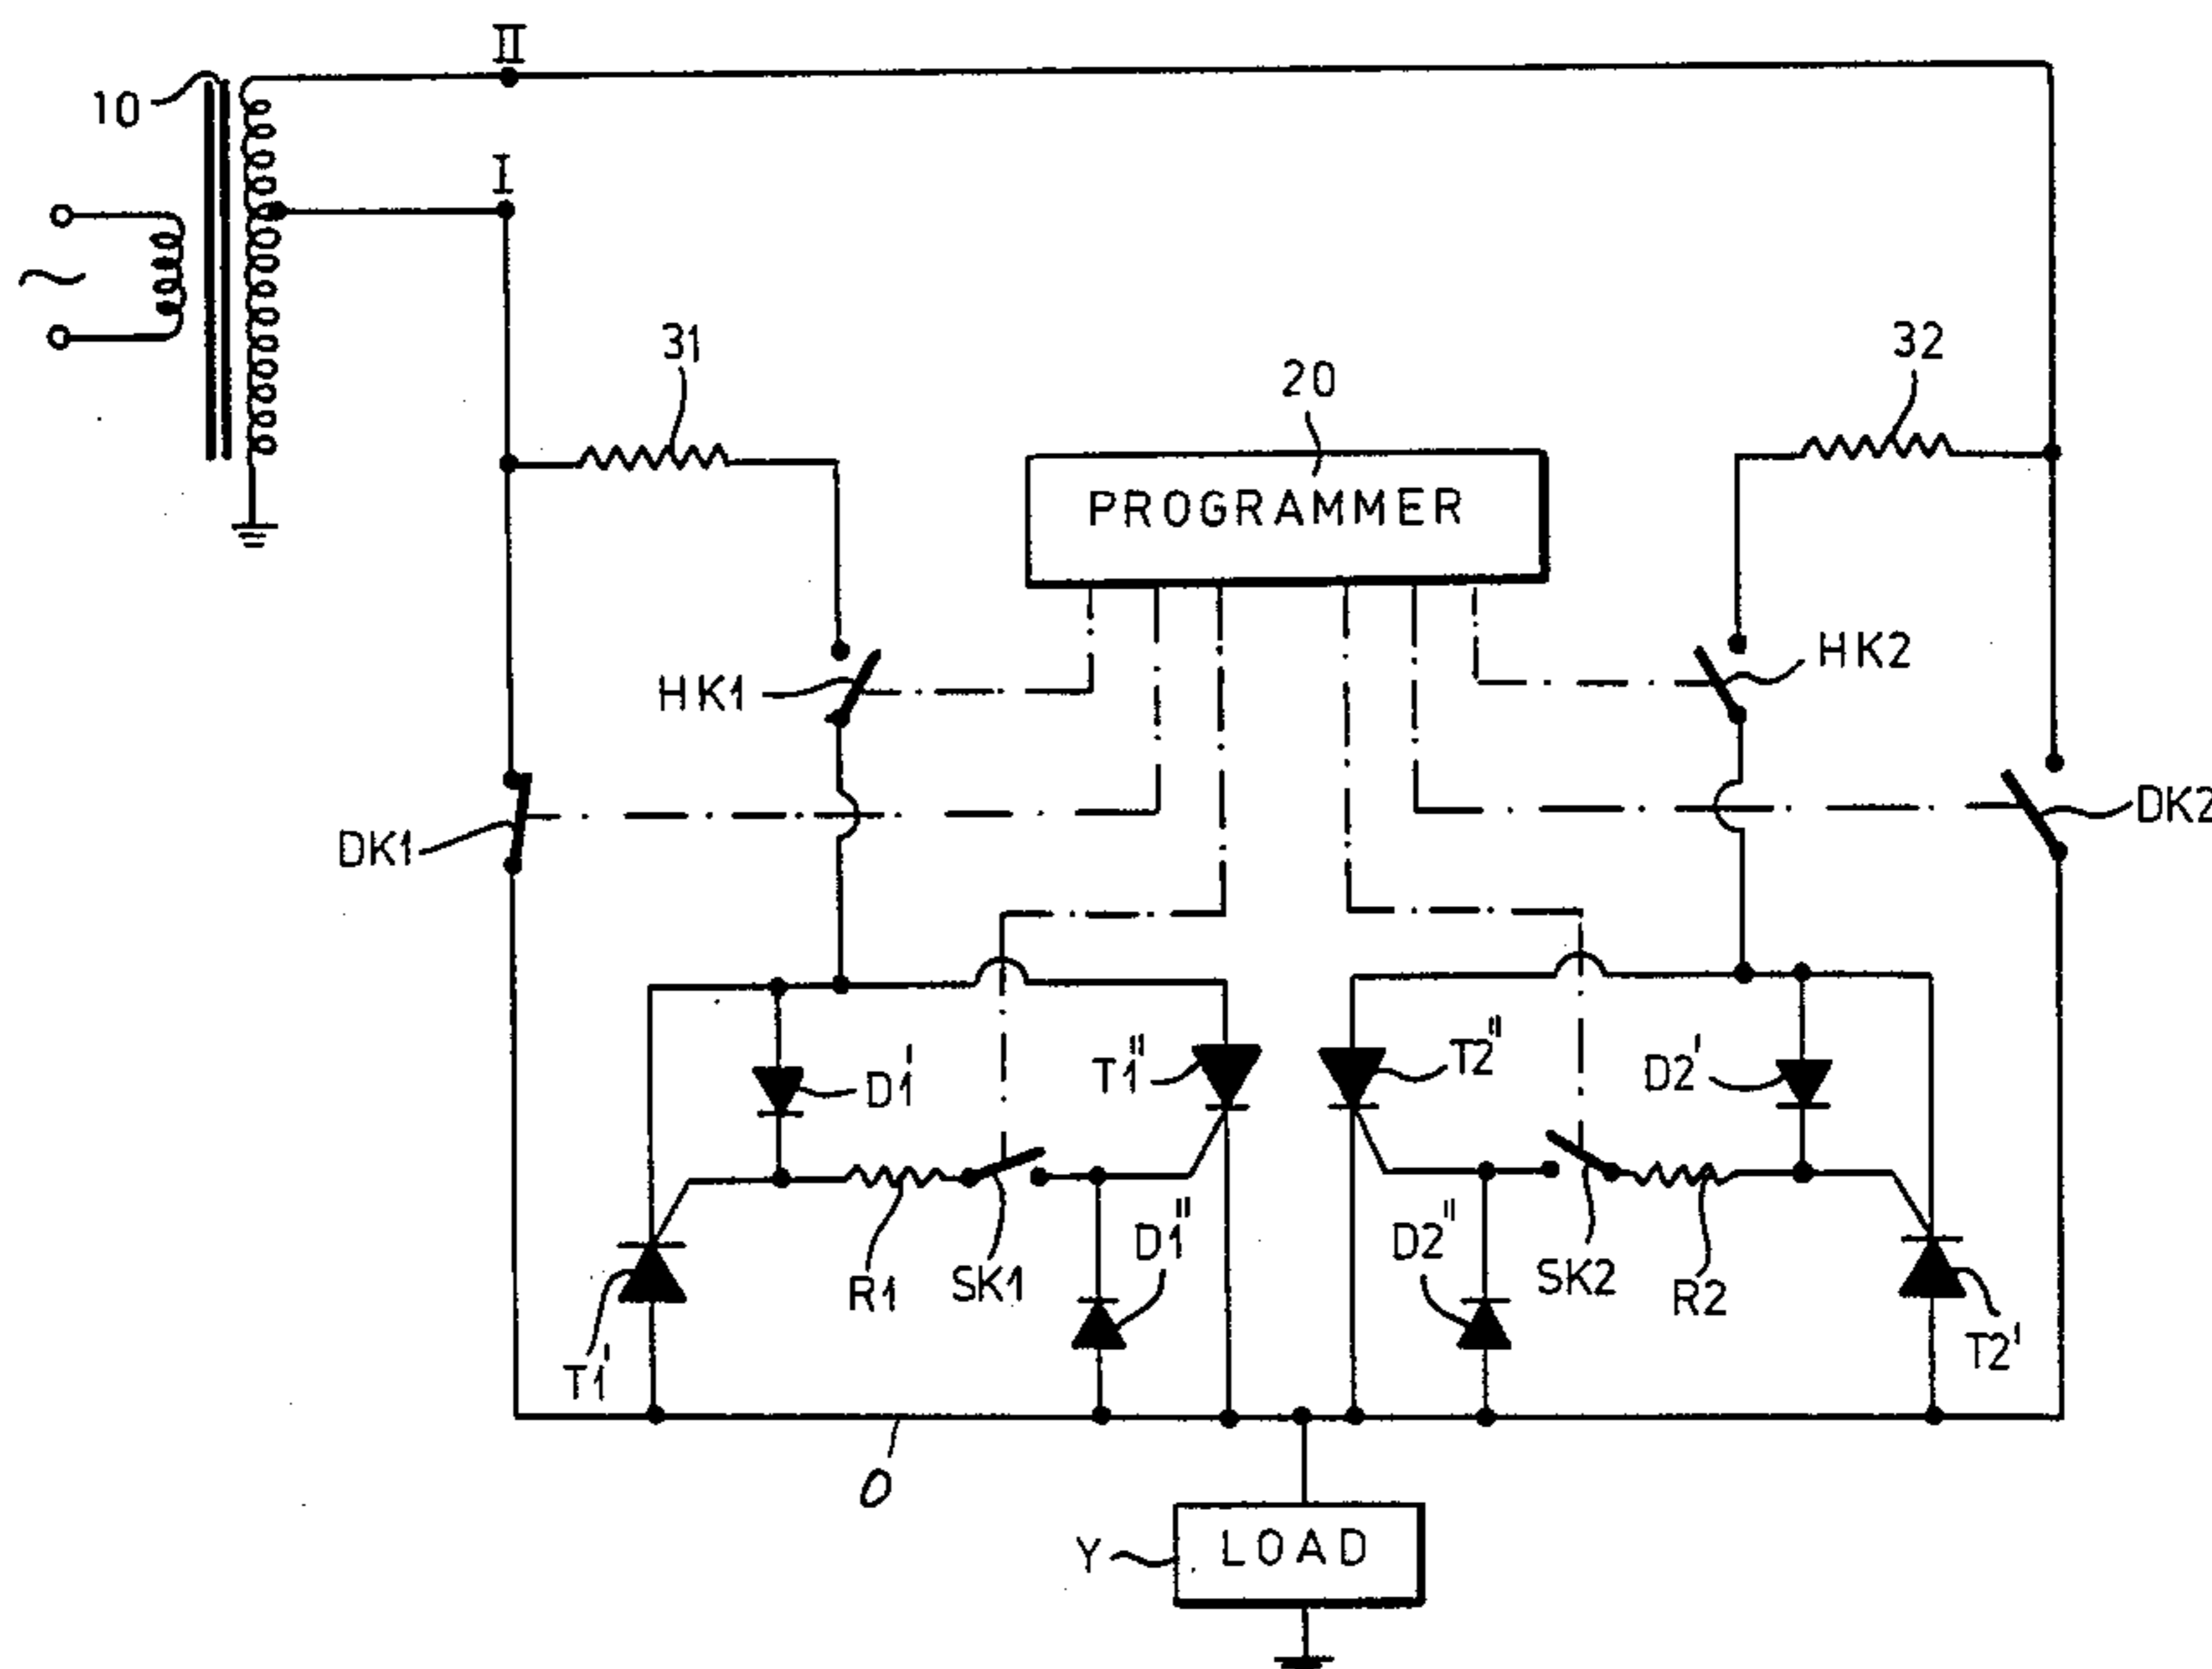 II
10
I
31
20
32
PROGRAMMER
~
HK1
HK2
DK1
DK2
D1'
T1"
T2"
D2'
D1"
D2"
R1
SK1
SK2
R2
T1'
T2'
O
Y
LOAD